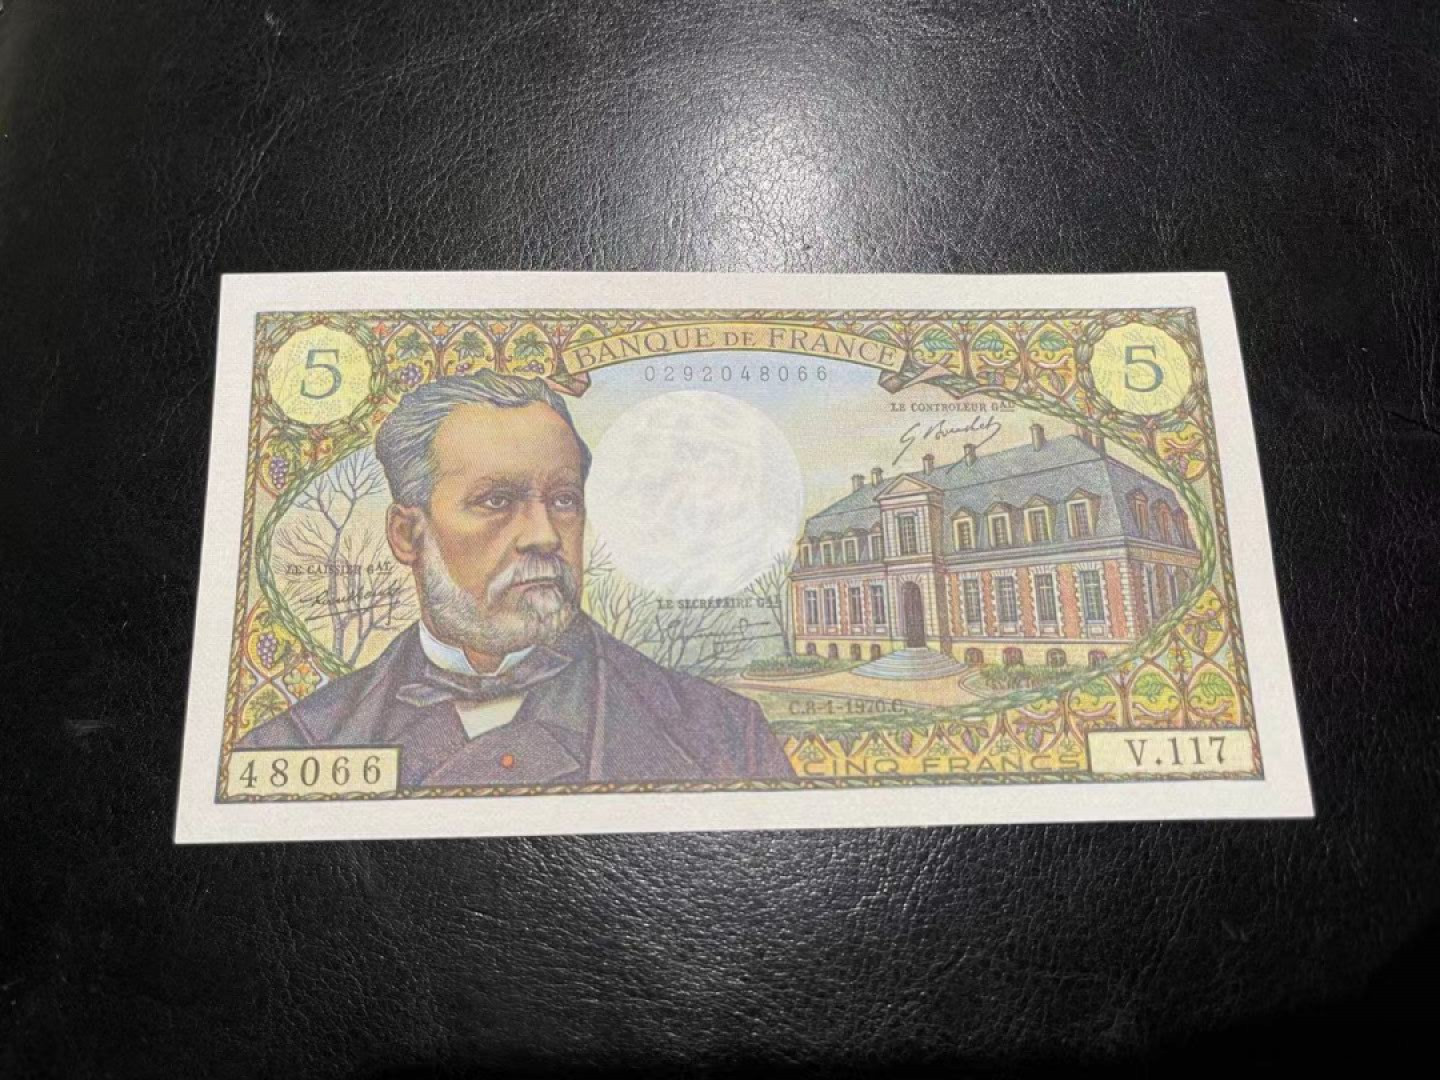 5
BANQUE DE FRANCE
5
0292048066
LE CONTROLEUR GAL
G Bouchet
LE CAISSIER GAL
LE SECRÉTAIRE GAL
C.8-1-1970.C.
48066
CINQ FRANCS
V.117